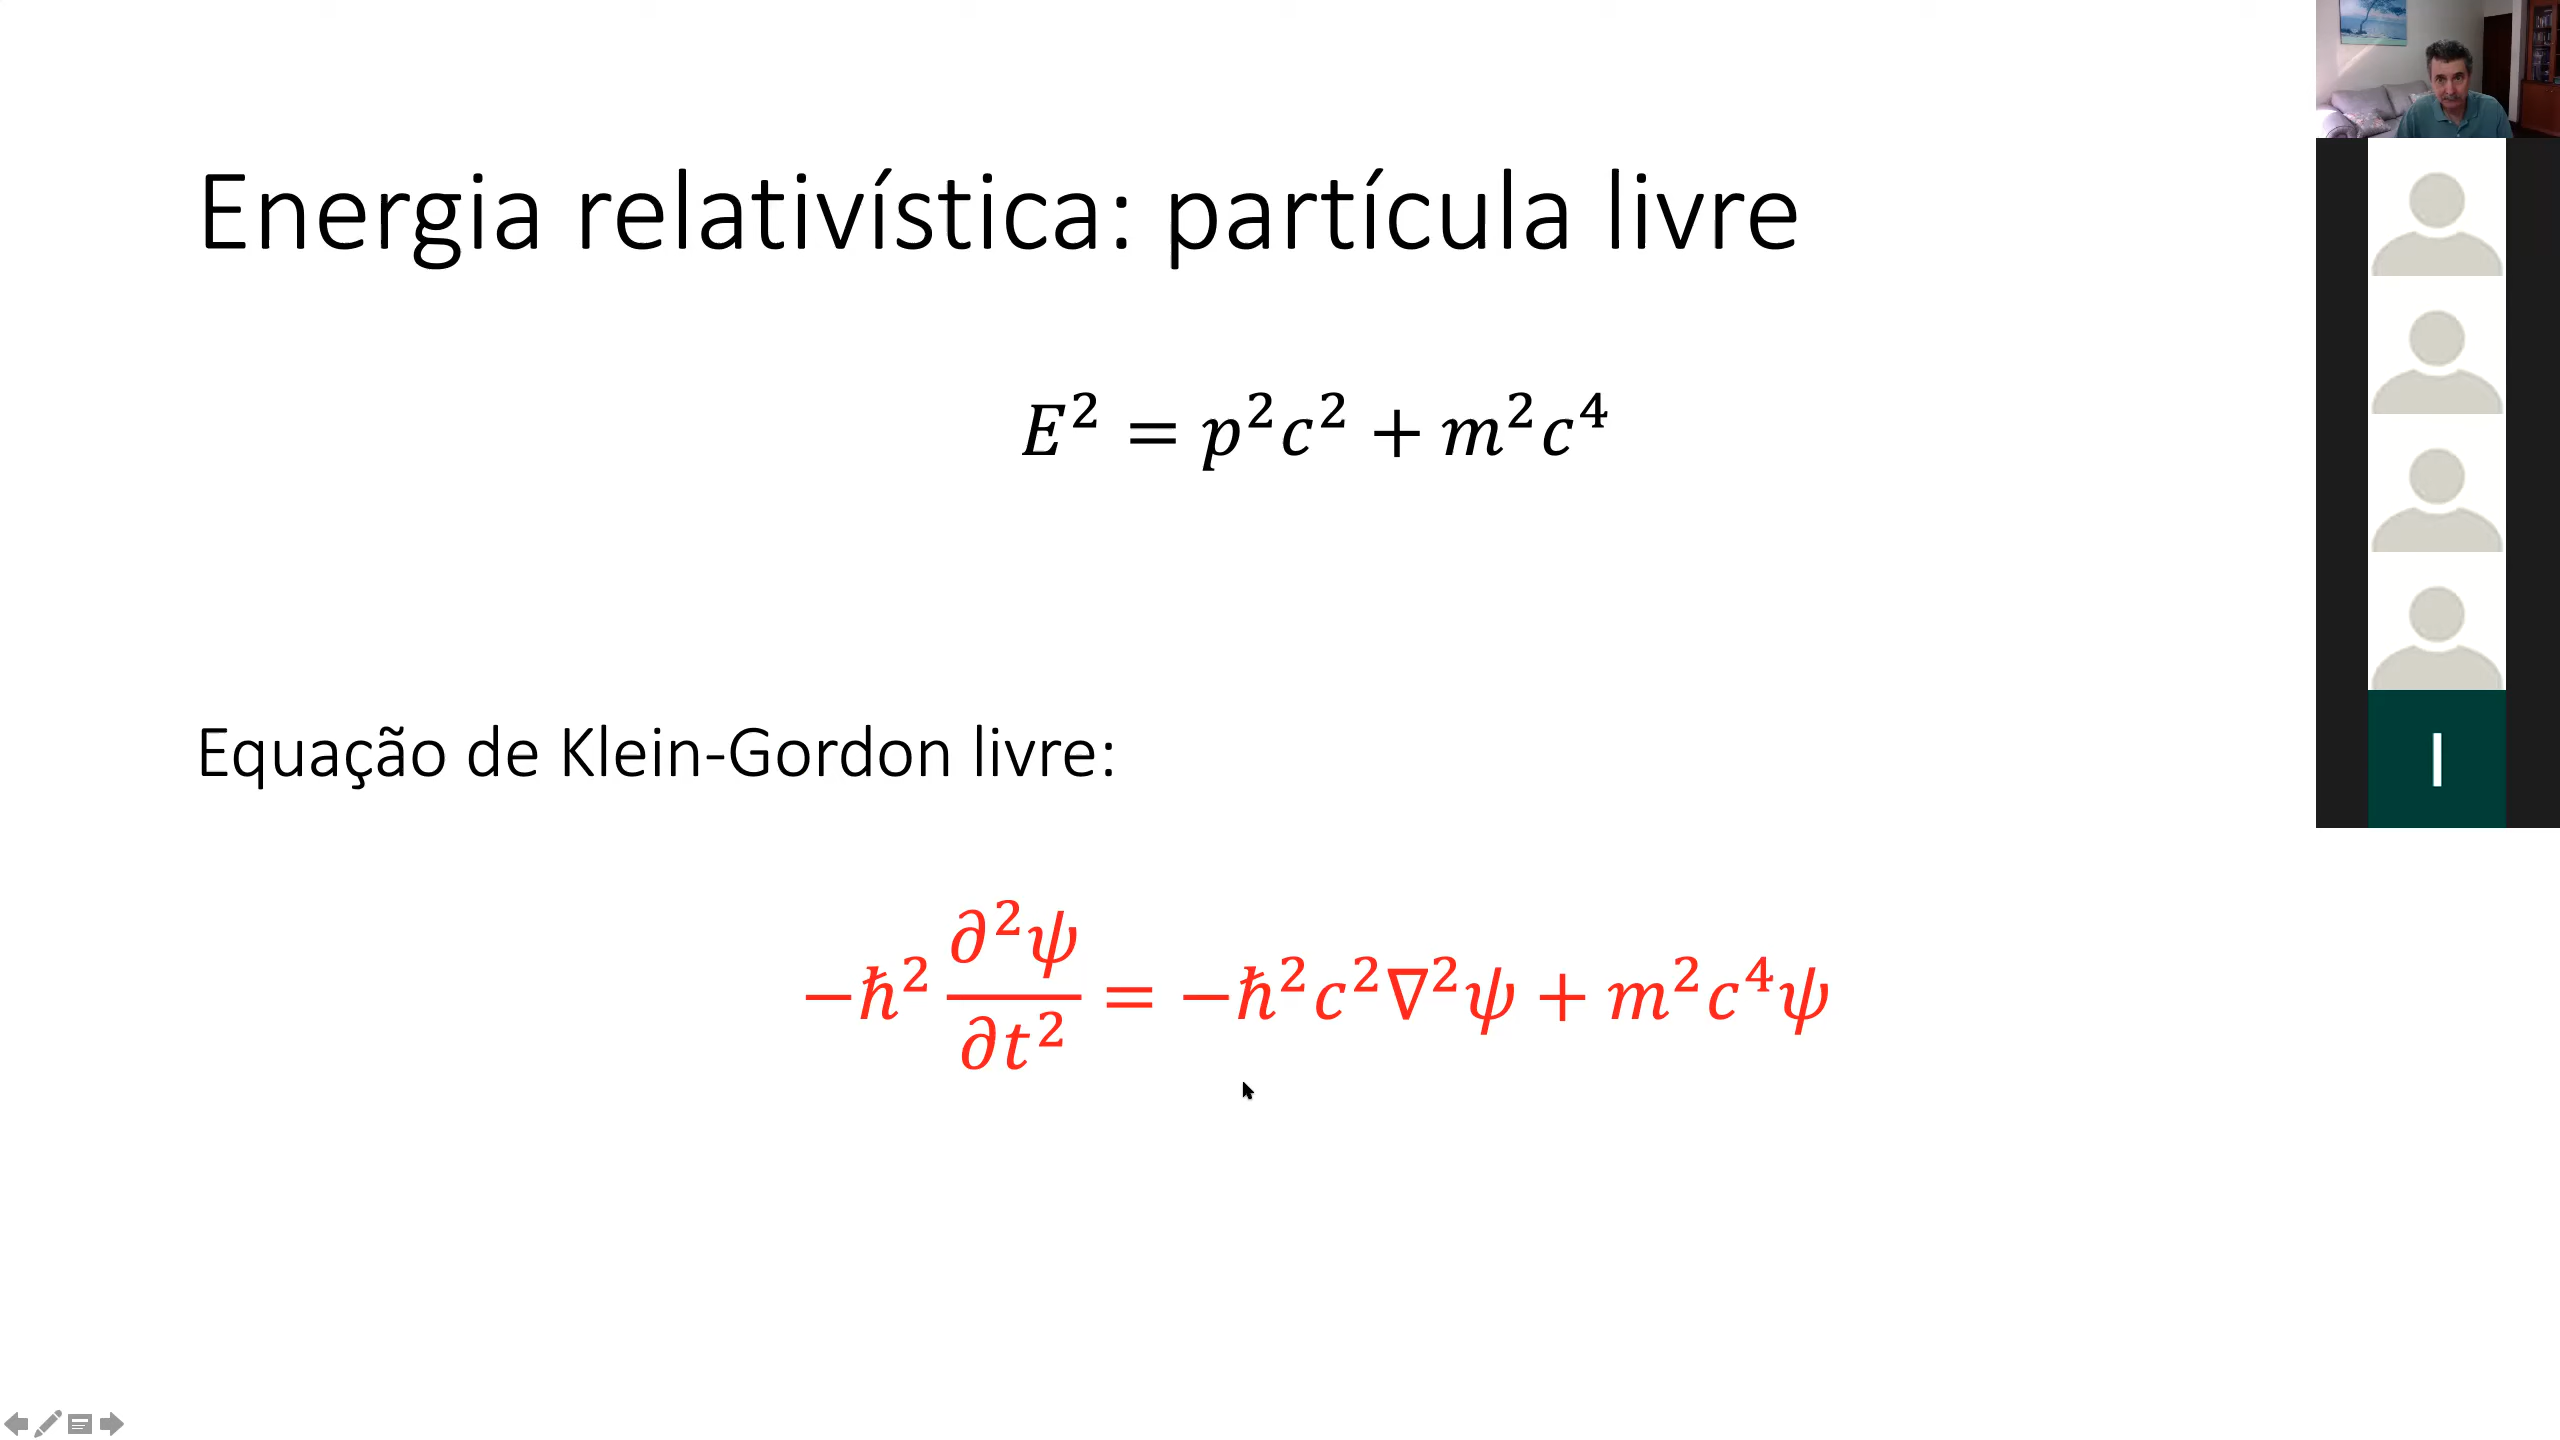 Energia relativística: partícula livre
E² = p²c² + m²c⁴
Equação de Klein-Gordon livre:
−ℏ² ∂²ψ/∂t² = −ℏ²c²∇²ψ + m²c⁴ψ
I